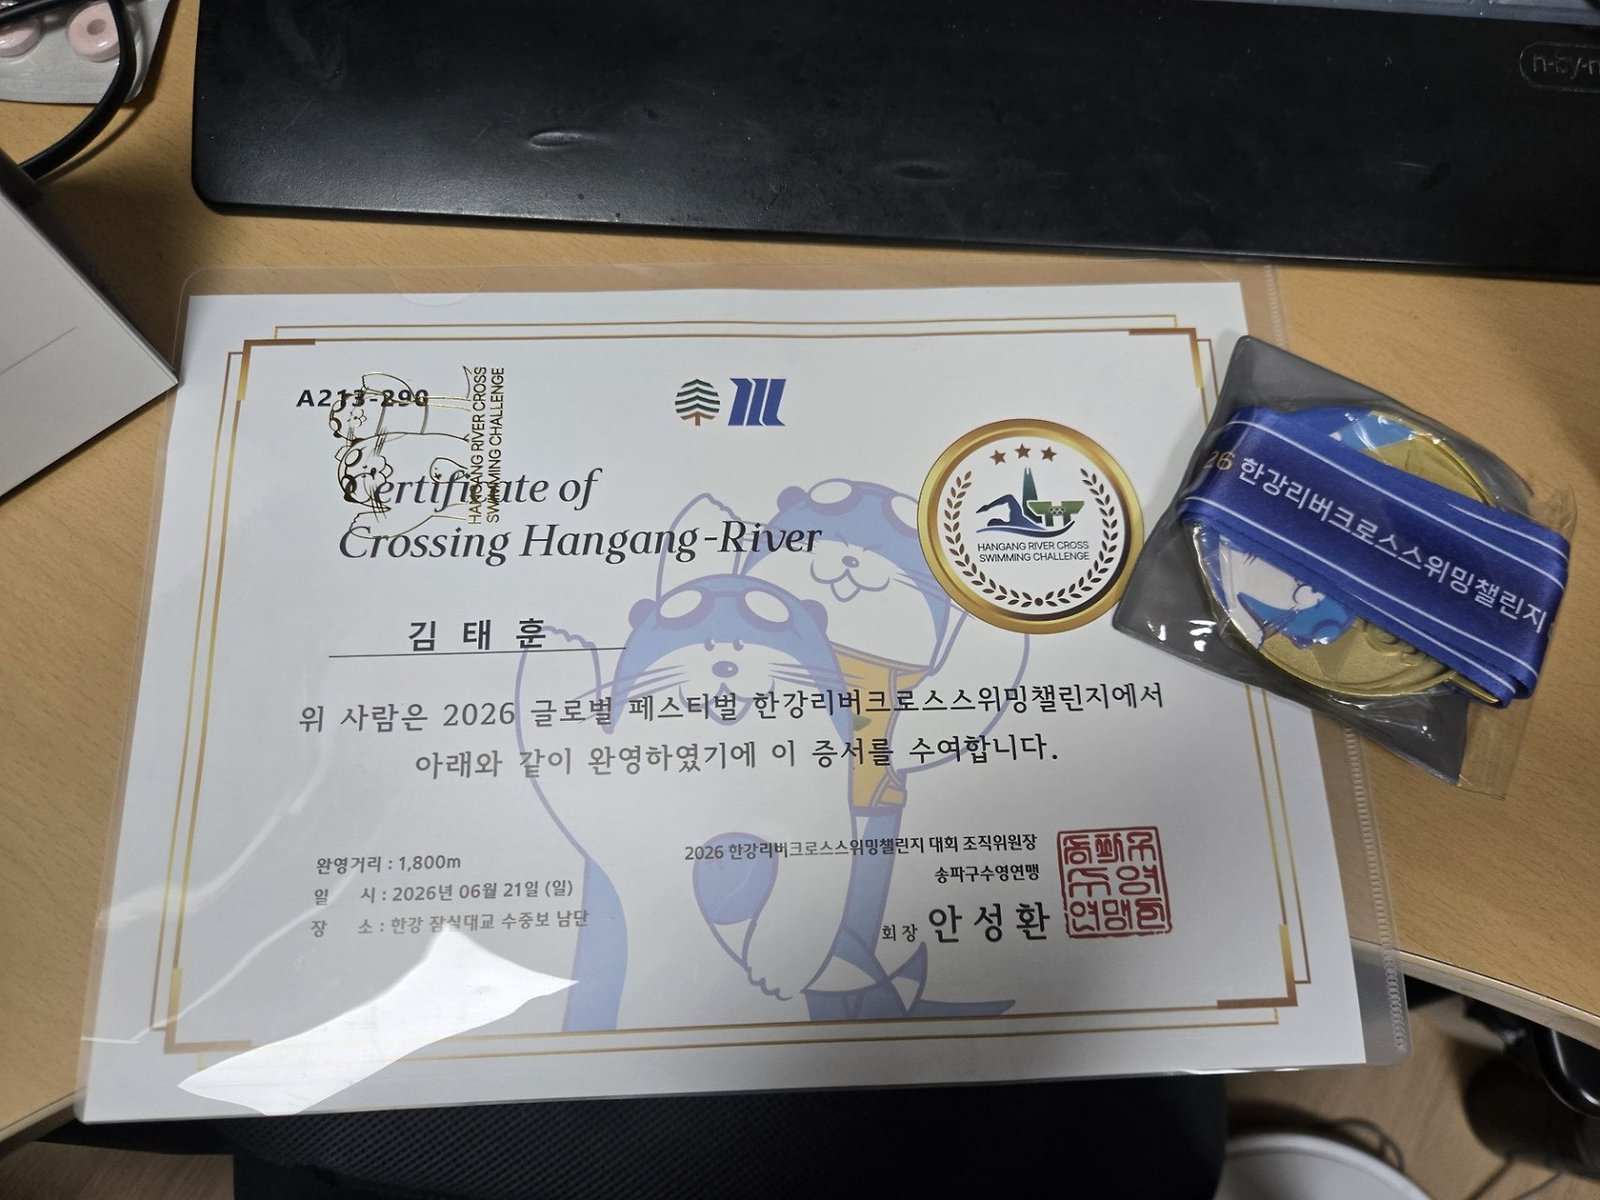 n-by-n
A213-290
HANGANG RIVER CROSS
SWIMMING CHALLENGE
Certificate of
Crossing Hangang-River
HANGANG RIVER CROSS
SWIMMING CHALLENGE
26 한강리버크로스스위밍챌린지
김 태 훈
위 사람은 2026 글로벌 페스티벌 한강리버크로스스위밍챌린지에서
아래와 같이 완영하였기에 이 증서를 수여합니다.
완영거리 : 1,800m
일 시 : 2026년 06월 21일 (일)
장 소 : 한강 잠실대교 수중보 남단
2026 한강리버크로스스위밍챌린지 대회 조직위원장
송파구수영연맹
회장 안성환